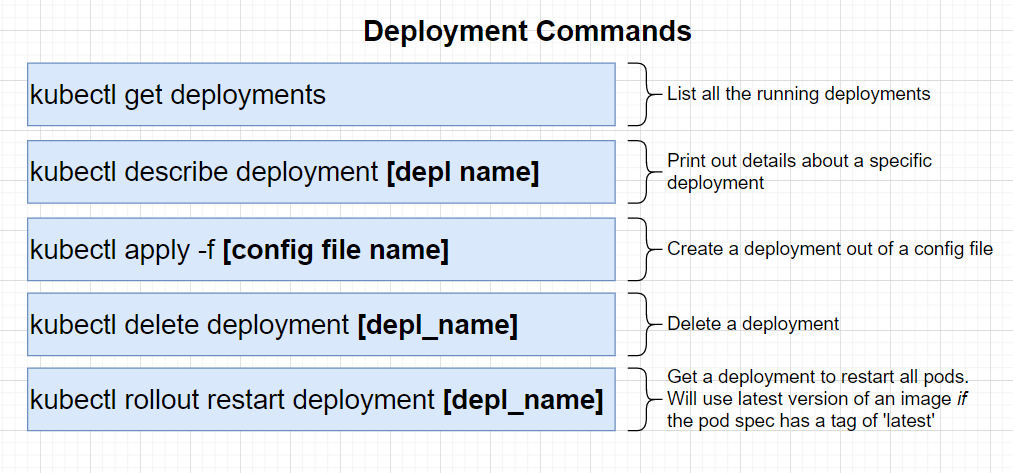 Deployment Commands
kubectl get deployments
List all the running deployments
kubectl describe deployment [depl name]
Print out details about a specific
deployment
kubectl apply -f [config file name]
Create a deployment out of a config file
kubectl delete deployment [depl_name]
Delete a deployment
kubectl rollout restart deployment [depl_name]
Get a deployment to restart all pods.
Will use latest version of an image if
the pod spec has a tag of 'latest'